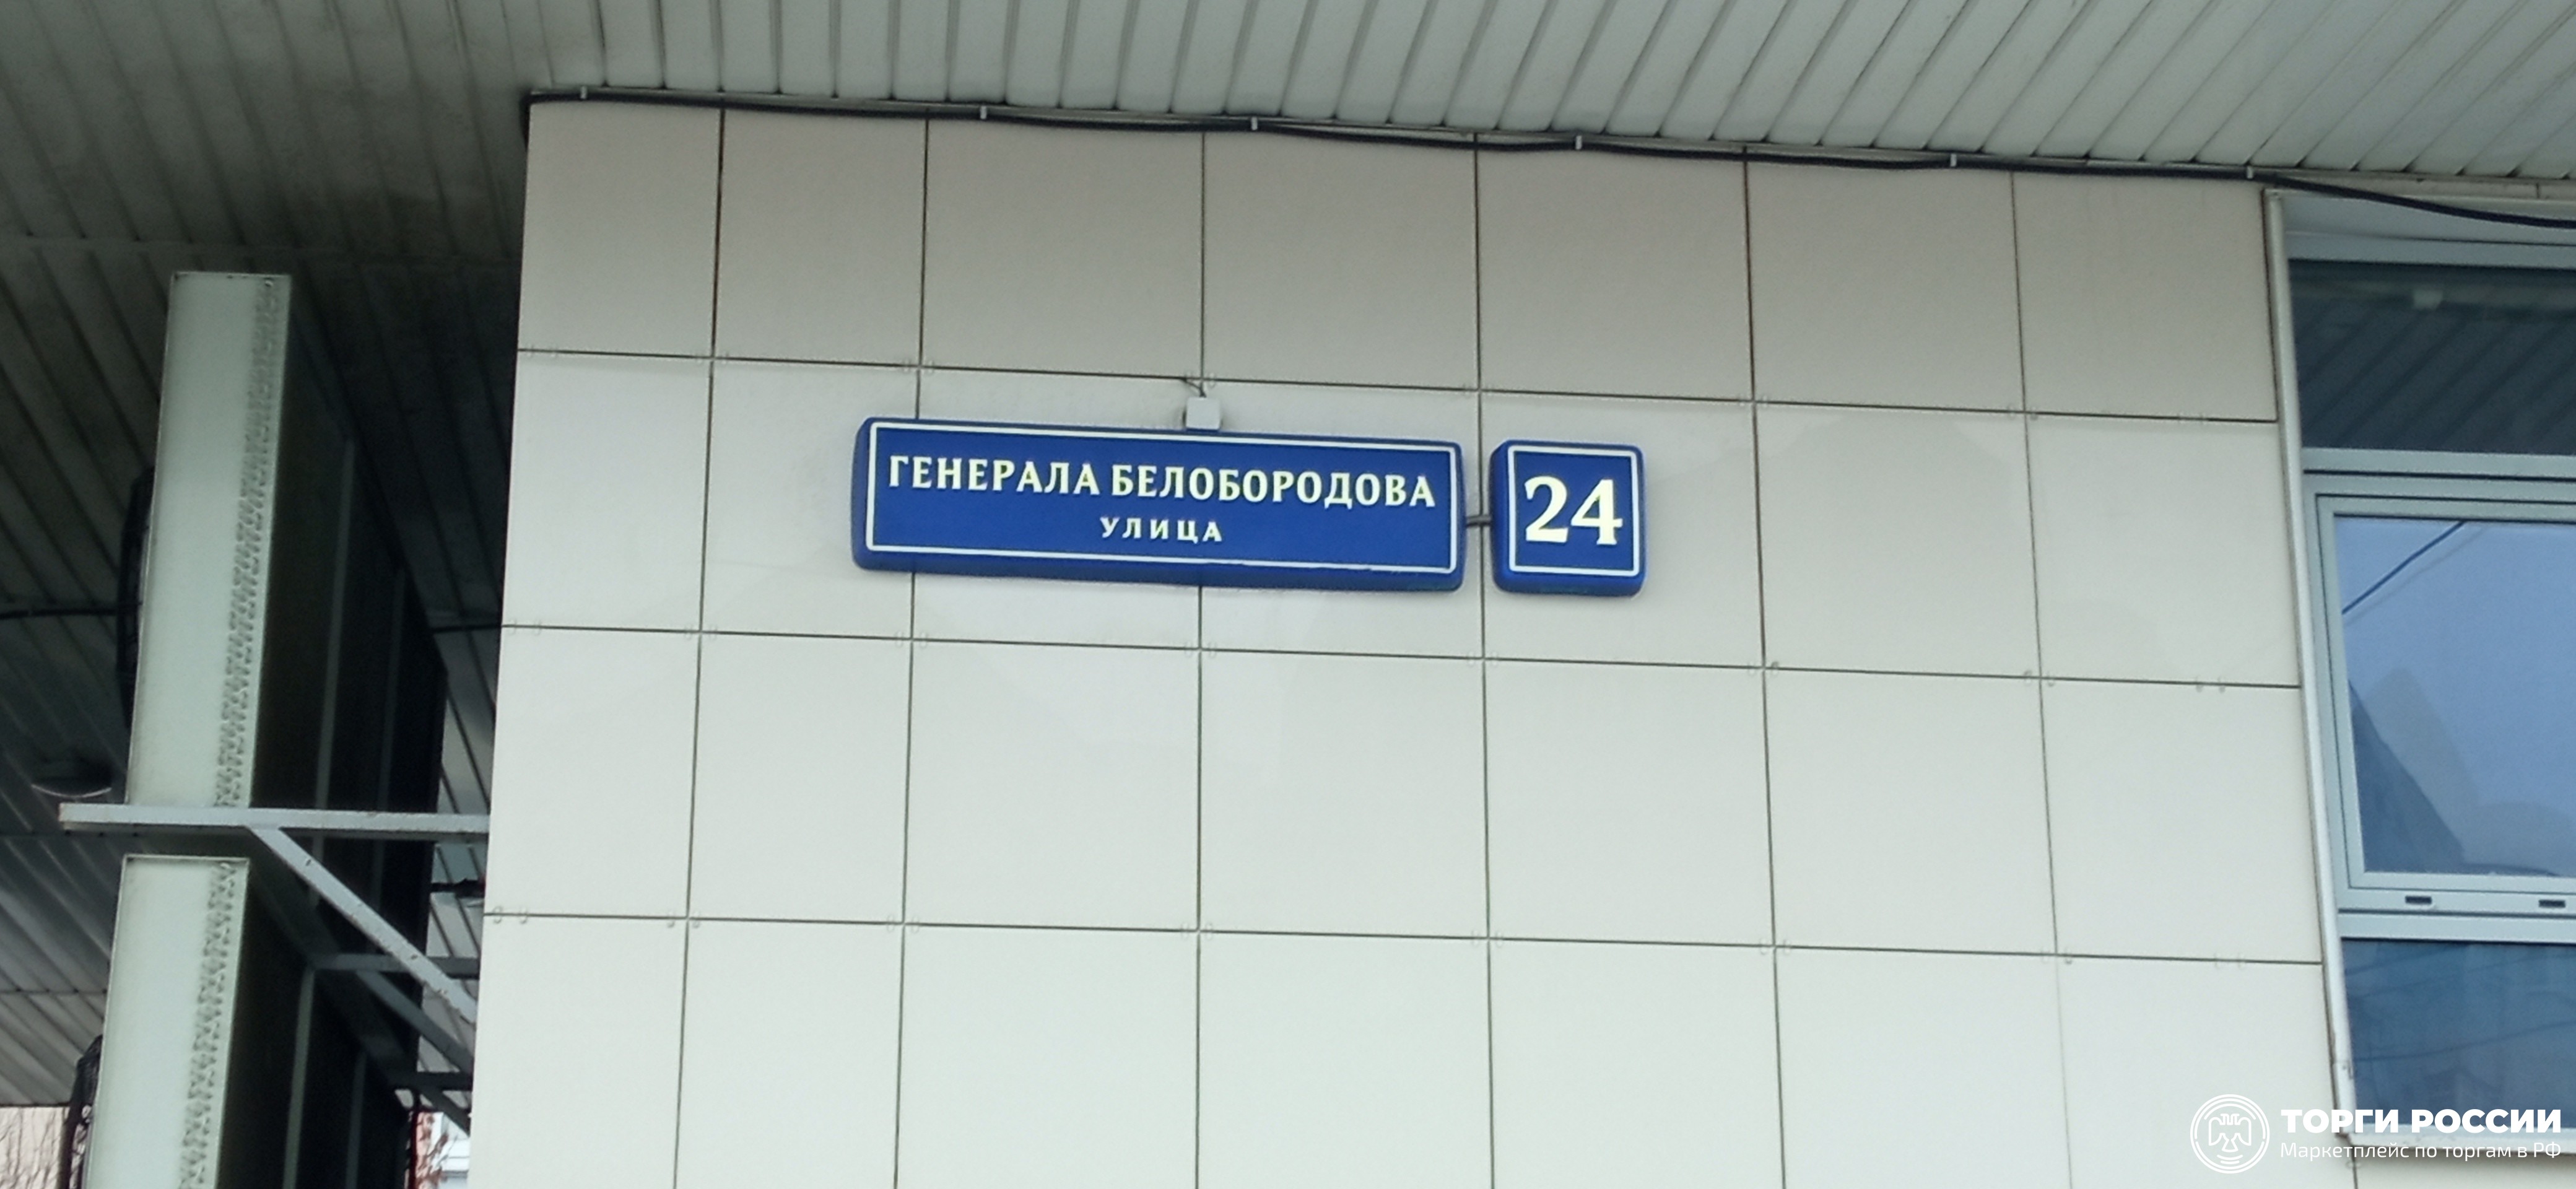 ГЕНЕРАЛА БЕЛОБОРОДОВА
УЛИЦА
24
ТОРГИ РОССИИ
Маркетплейс по торгам в РФ